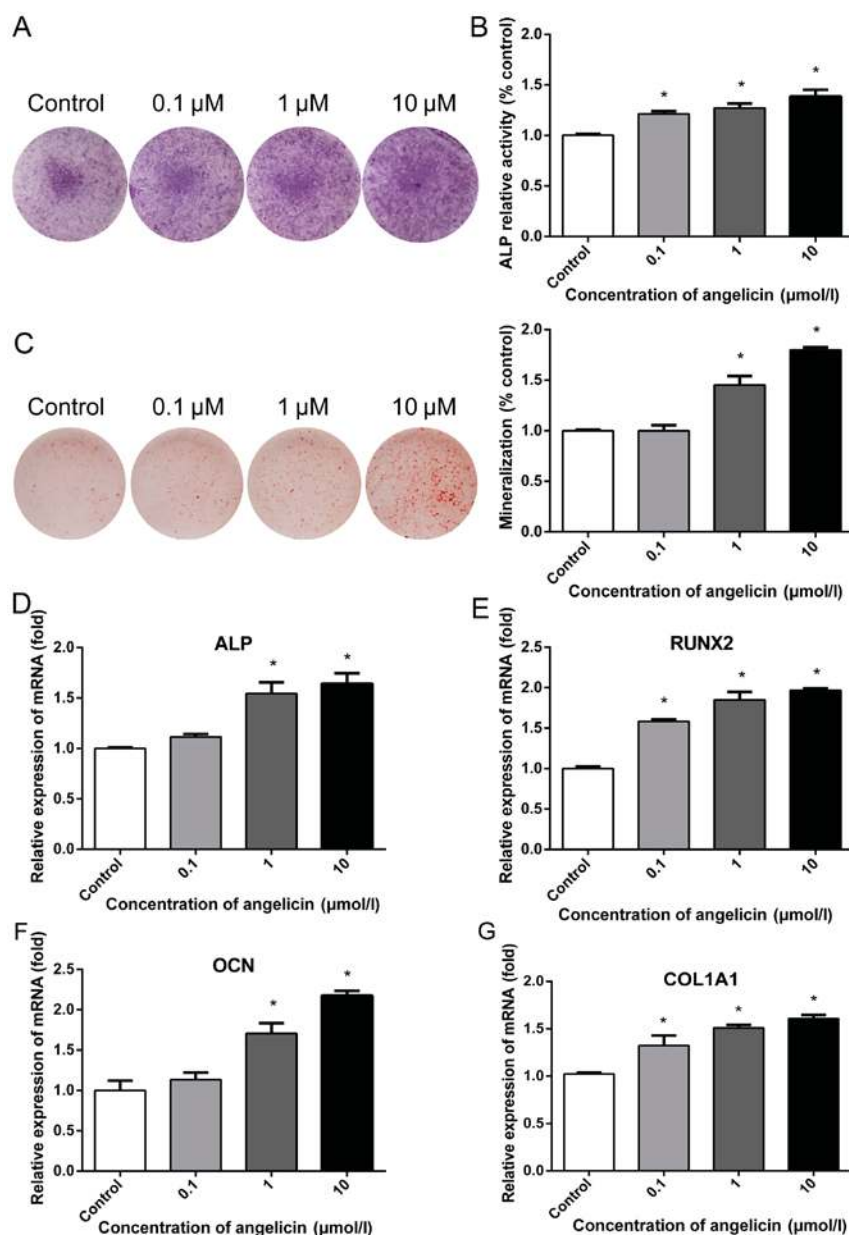 A
Control 0.1 µM 1 µM 10 µM
B
ALP relative activity (% control)
2.0
1.5
1.0
0.5
0.0
* * *
Control 0.1 1 10
Concentration of angelicin (µmol/l)
C
Control 0.1 µM 1 µM 10 µM
Mineralization (% control)
2.0
1.5
1.0
0.5
0.0
* *
Control 0.1 1 10
Concentration of angelicin (µmol/l)
D
ALP
Relative expression of mRNA (fold)
2.0
1.5
1.0
0.5
0.0
* *
Control 0.1 1 10
Concentration of angelicin (µmol/l)
E
RUNX2
Relative expression of mRNA (fold)
2.5
2.0
1.5
1.0
0.5
0.0
* * *
Control 0.1 1 10
Concentration of angelicin (µmol/l)
F
OCN
Relative expression of mRNA (fold)
2.5
2.0
1.5
1.0
0.5
0.0
* *
Control 0.1 1 10
Concentration of angelicin (µmol/l)
G
COL1A1
Relative expression of mRNA (fold)
2.0
1.5
1.0
0.5
0.0
* * *
Control 0.1 1 10
Concentration of angelicin (µmol/l)